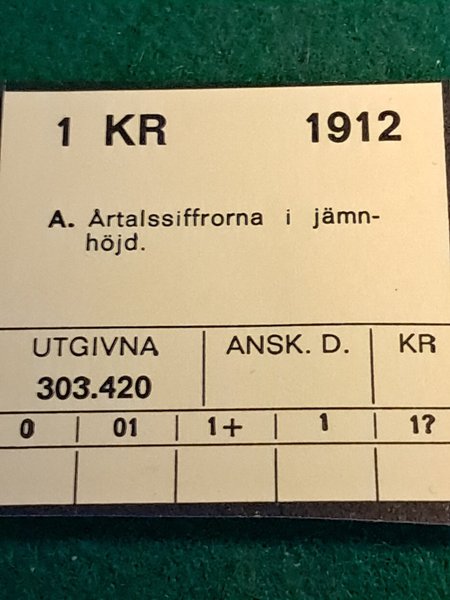 1 KR 1912
A. Årtalssiffrorna i jämn-
höjd.
UTGIVNA ANSK. D. KR
303.420
0 01 1+ 1 1?